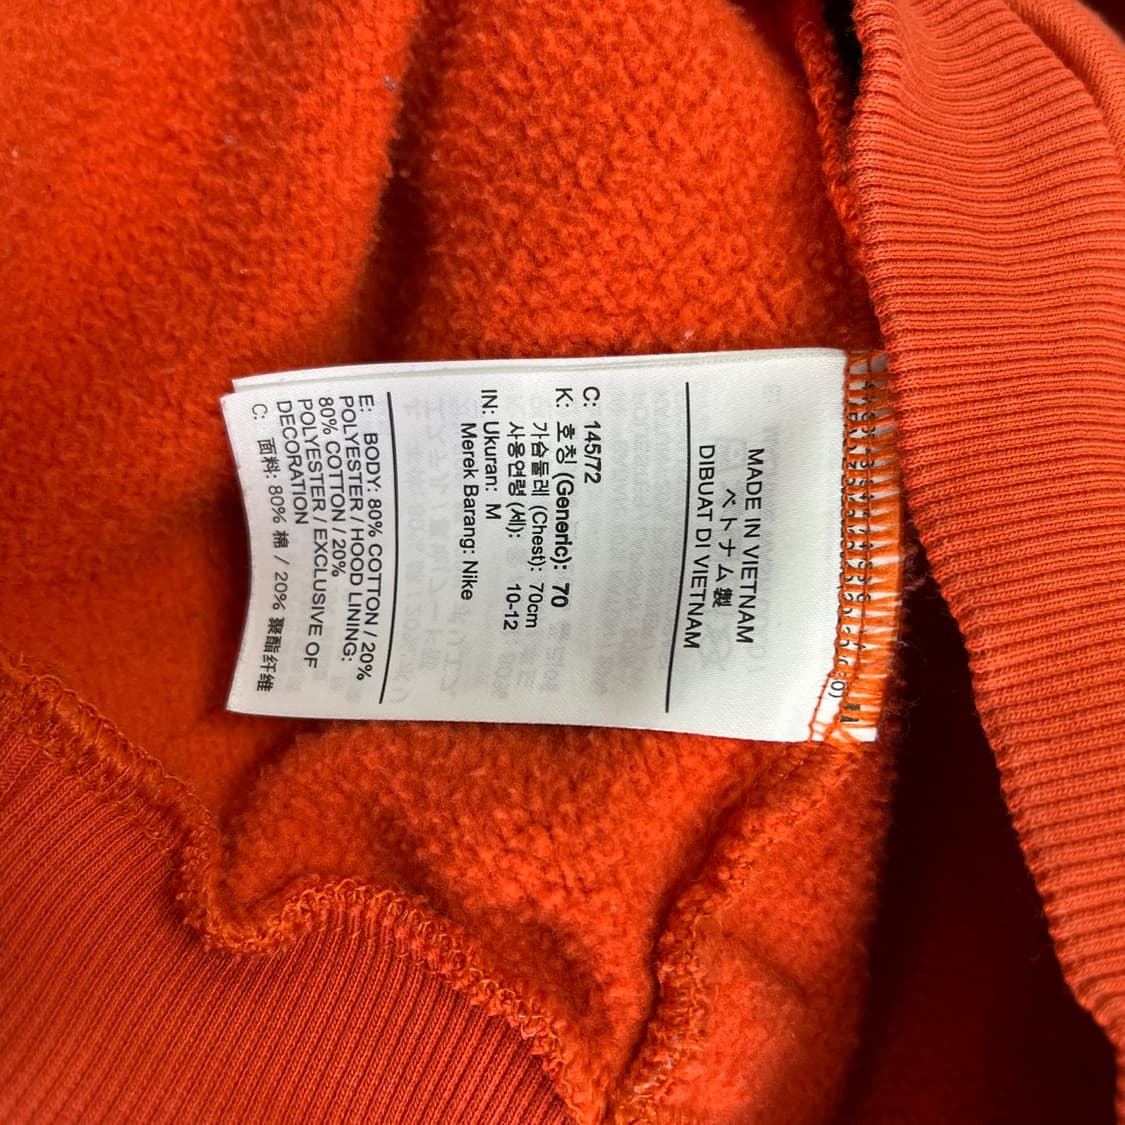 MADE IN VIETNAM
ベトナム製
DIBUAT DI VIETNAM
C: 145/72
K: 호칭 (Generic): 70
가슴둘레 (Chest): 70cm
사용연령 (세): 10-12
IN: Ukuran: M
Merek Barang: Nike
E: BODY: 80% COTTON / 20%
POLYESTER / HOOD LINING:
80% COTTON / 20%
POLYESTER / EXCLUSIVE OF
DECORATION
C: 面料: 80% 棉 / 20% 聚酯纤维